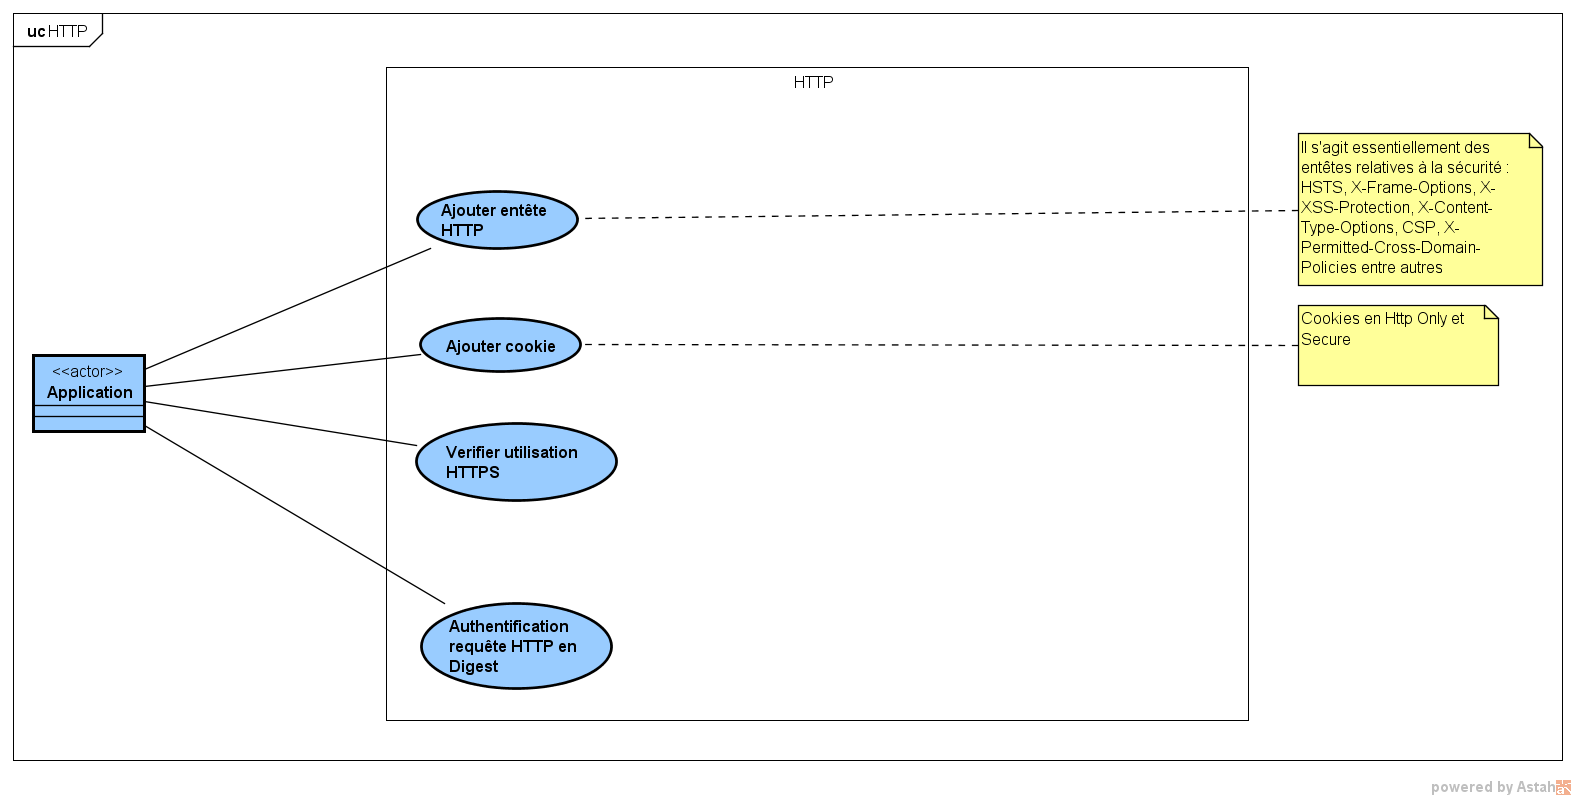 uc HTTP
HTTP
Il s'agit essentiellement des
entêtes relatives à la sécurité :
HSTS, X-Frame-Options, X-
XSS-Protection, X-Content-
Type-Options, CSP, X-
Permitted-Cross-Domain-
Policies entre autres
Ajouter entête
HTTP
Cookies en Http Only et
Secure
Ajouter cookie
<<actor>>
Application
Verifier utilisation
HTTPS
Authentification
requête HTTP en
Digest
powered by Astah